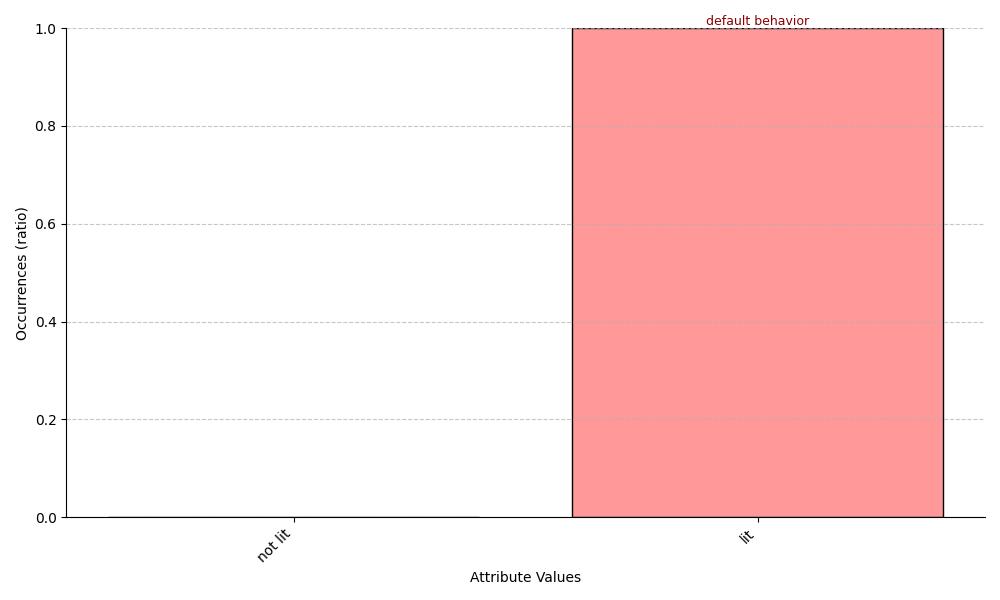 default behavior
1.0
0.8
0.6
0.4
0.2
0.0
Occurrences (ratio)
not lit
lit
Attribute Values